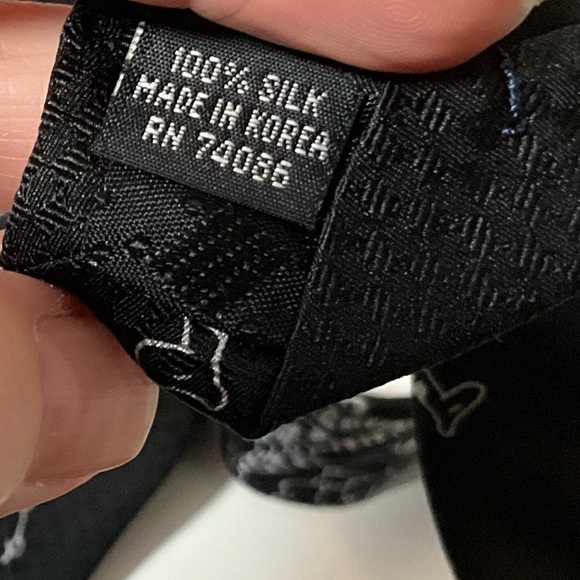 100% SILK
MADE IN KOREA
RN 74086